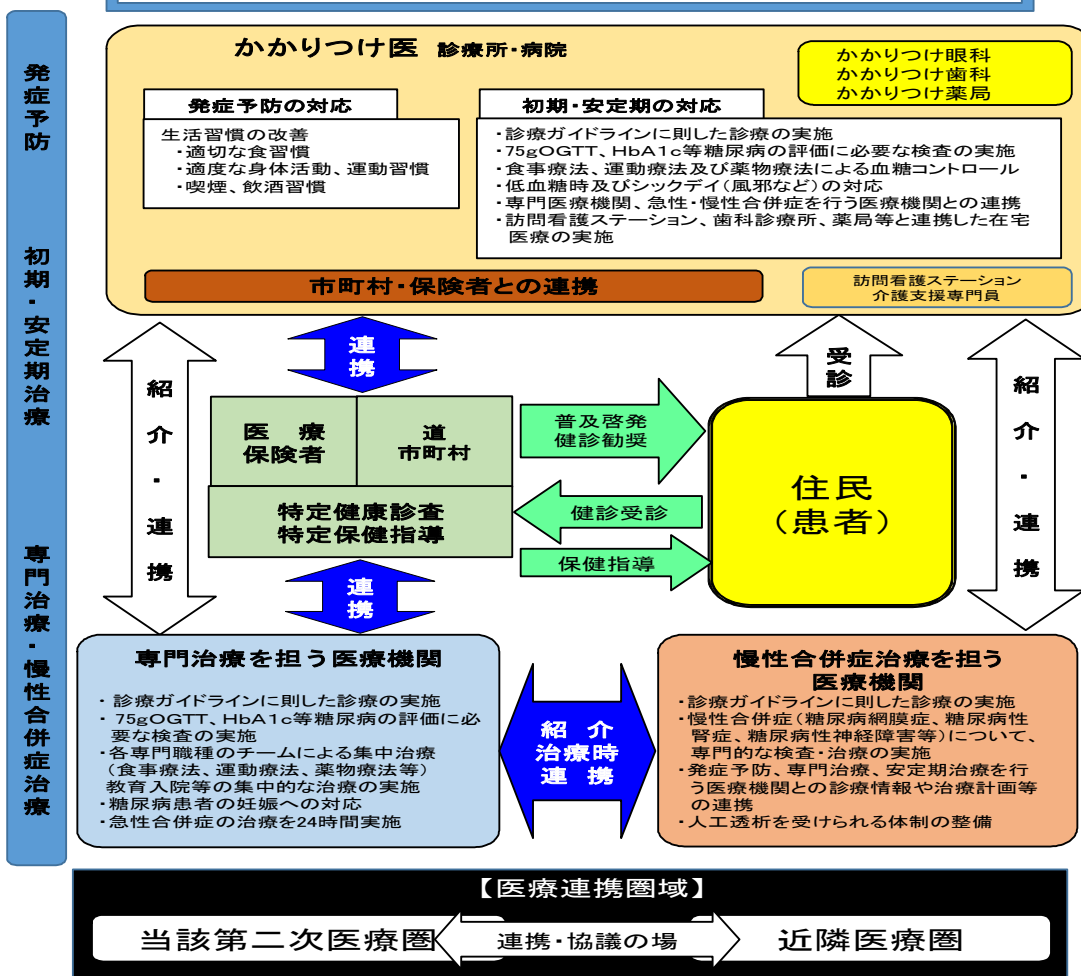 発症予防
初期・安定期治療
専門治療・慢性合併症治療
かかりつけ医 診療所・病院
かかりつけ眼科
かかりつけ歯科
かかりつけ薬局
発症予防の対応
生活習慣の改善
・適切な食習慣
・適度な身体活動、運動習慣
・喫煙、飲酒習慣
初期・安定期の対応
・診療ガイドラインに則した診療の実施
・75gOGTT、HbA1c等糖尿病の評価に必要な検査の実施
・食事療法、運動療法及び薬物療法による血糖コントロール
・低血糖時及びシックデイ(風邪など)の対応
・専門医療機関、急性・慢性合併症を行う医療機関との連携
・訪問看護ステーション、歯科診療所、薬局等と連携した在宅
医療の実施
市町村・保険者との連携
訪問看護ステーション
介護支援専門員
紹介・連携
連携
受診
紹介・連携
医療
保険者
道
市町村
特定健康診査
特定保健指導
普及啓発
健診勧奨
健診受診
保健指導
住民
(患者)
連携
専門治療を担う医療機関
・診療ガイドラインに則した診療の実施
・75gOGTT、HbA1c等糖尿病の評価に必
要な検査の実施
・各専門職種のチームによる集中治療
(食事療法、運動療法、薬物療法等)
教育入院等の集中的な治療の実施
・糖尿病患者の妊娠への対応
・急性合併症の治療を24時間実施
紹介
治療時
連携
慢性合併症治療を担う
医療機関
・診療ガイドラインに則した診療の実施
・慢性合併症(糖尿病網膜症、糖尿病性
腎症、糖尿病性神経障害等)について、
専門的な検査・治療の実施
・発症予防、専門治療、安定期治療を行
う医療機関との診療情報や治療計画等
の連携
・人工透析を受けられる体制の整備
【医療連携圏域】
当該第二次医療圏
連携・協議の場
近隣医療圏